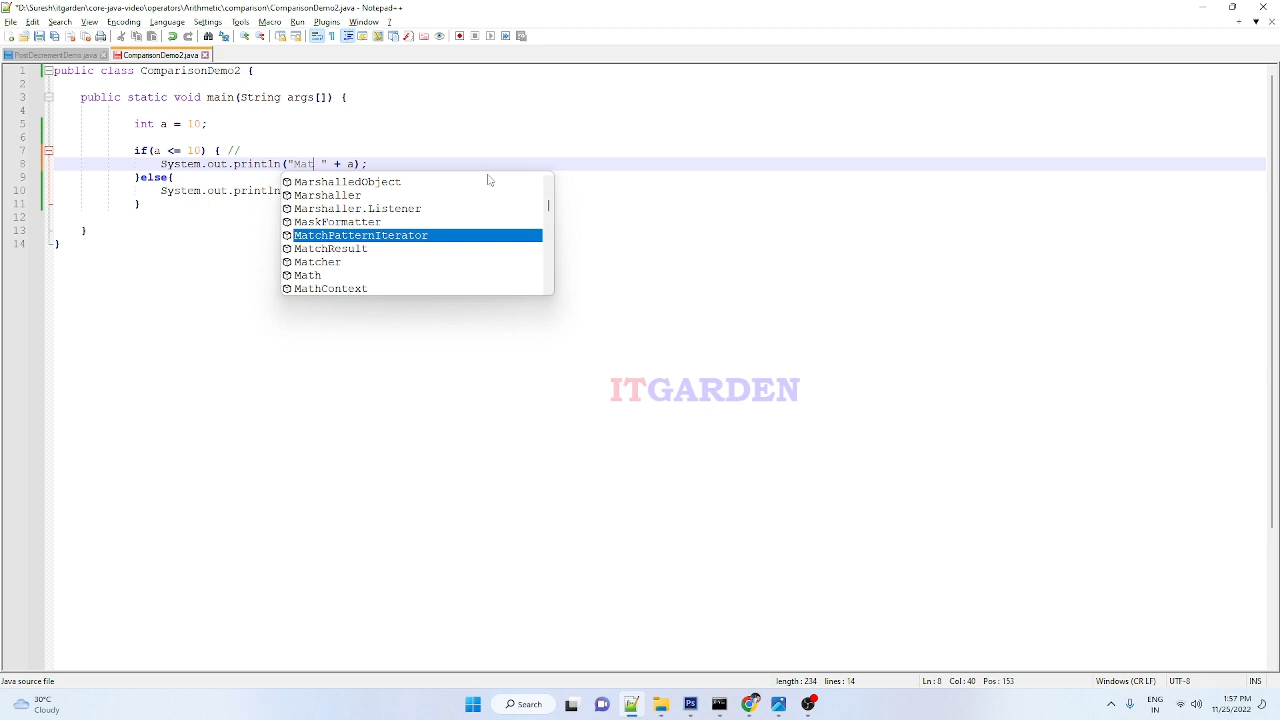 *D:\Suresh\itgarden\core-java-video\operators\Arithmetic\comparison\ComparisonDemo2.java - Notepad++
File Edit Search View Encoding Language Settings Tools Macro Run Plugins Window ?
PostDecrementDemo.java ComparisonDemo2.java
1 public class ComparisonDemo2 {
2
3 public static void main(String args[]) {
4
5 int a = 10;
6
7 if(a <= 10) { //
8 System.out.println("Mat " + a);
9 }else{
10 System.out.println
11 }
12
13 }
14 }
MarshalledObject
Marshaller
Marshaller.Listener
MaskFormatter
MatchPatternIterator
MatchResult
Matcher
Math
MathContext
ITGARDEN
Java source file length : 234 lines : 14 Ln : 8 Col : 40 Pos : 153 Windows (CR LF) UTF-8 INS
30°C
Cloudy
Search
ENG
IN
1:57 PM
11/25/2022